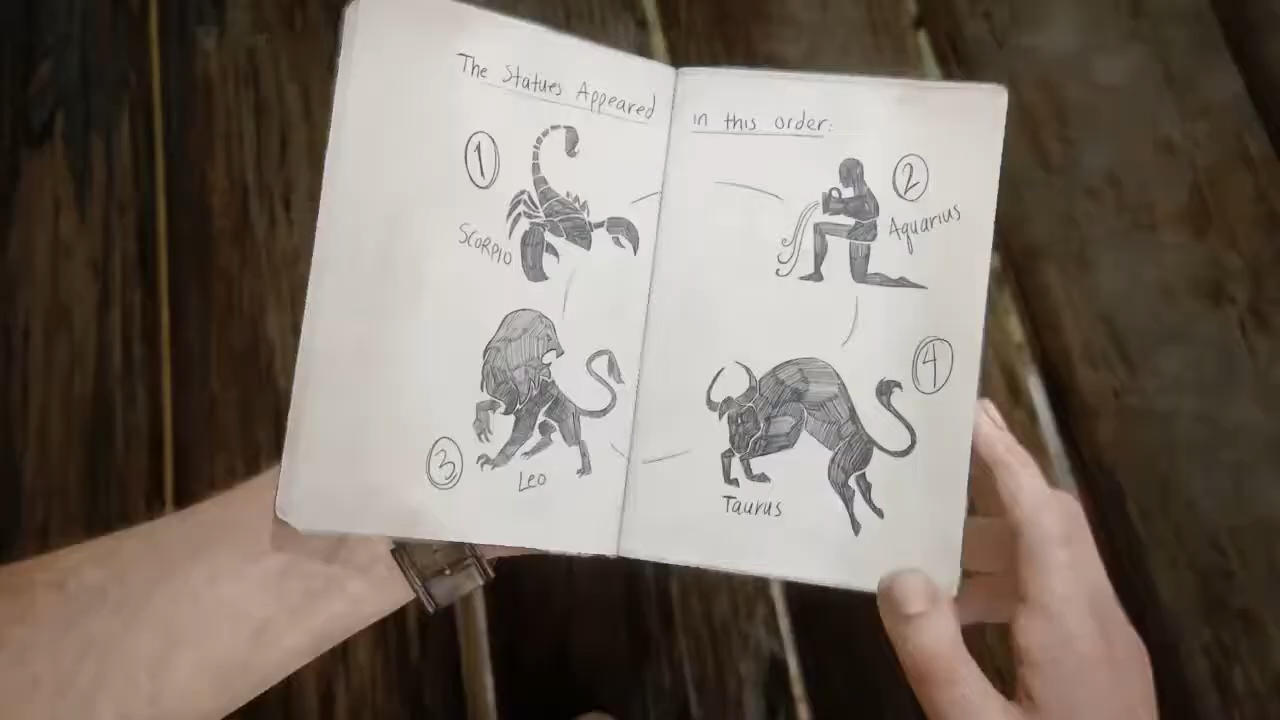 The Statues Appeared in this order:
1
SCORPIO
2
Aquarius
3
Leo
4
Taurus